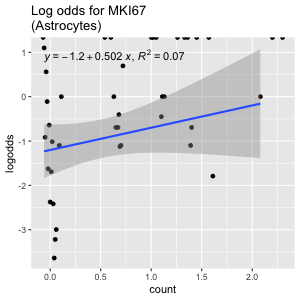 Log odds for MKI67
(Astrocytes)
y = − 1.2 + 0.502 x, R² = 0.07
1
0
-1
-2
-3
logodds
0.0 0.5 1.0 1.5 2.0
count